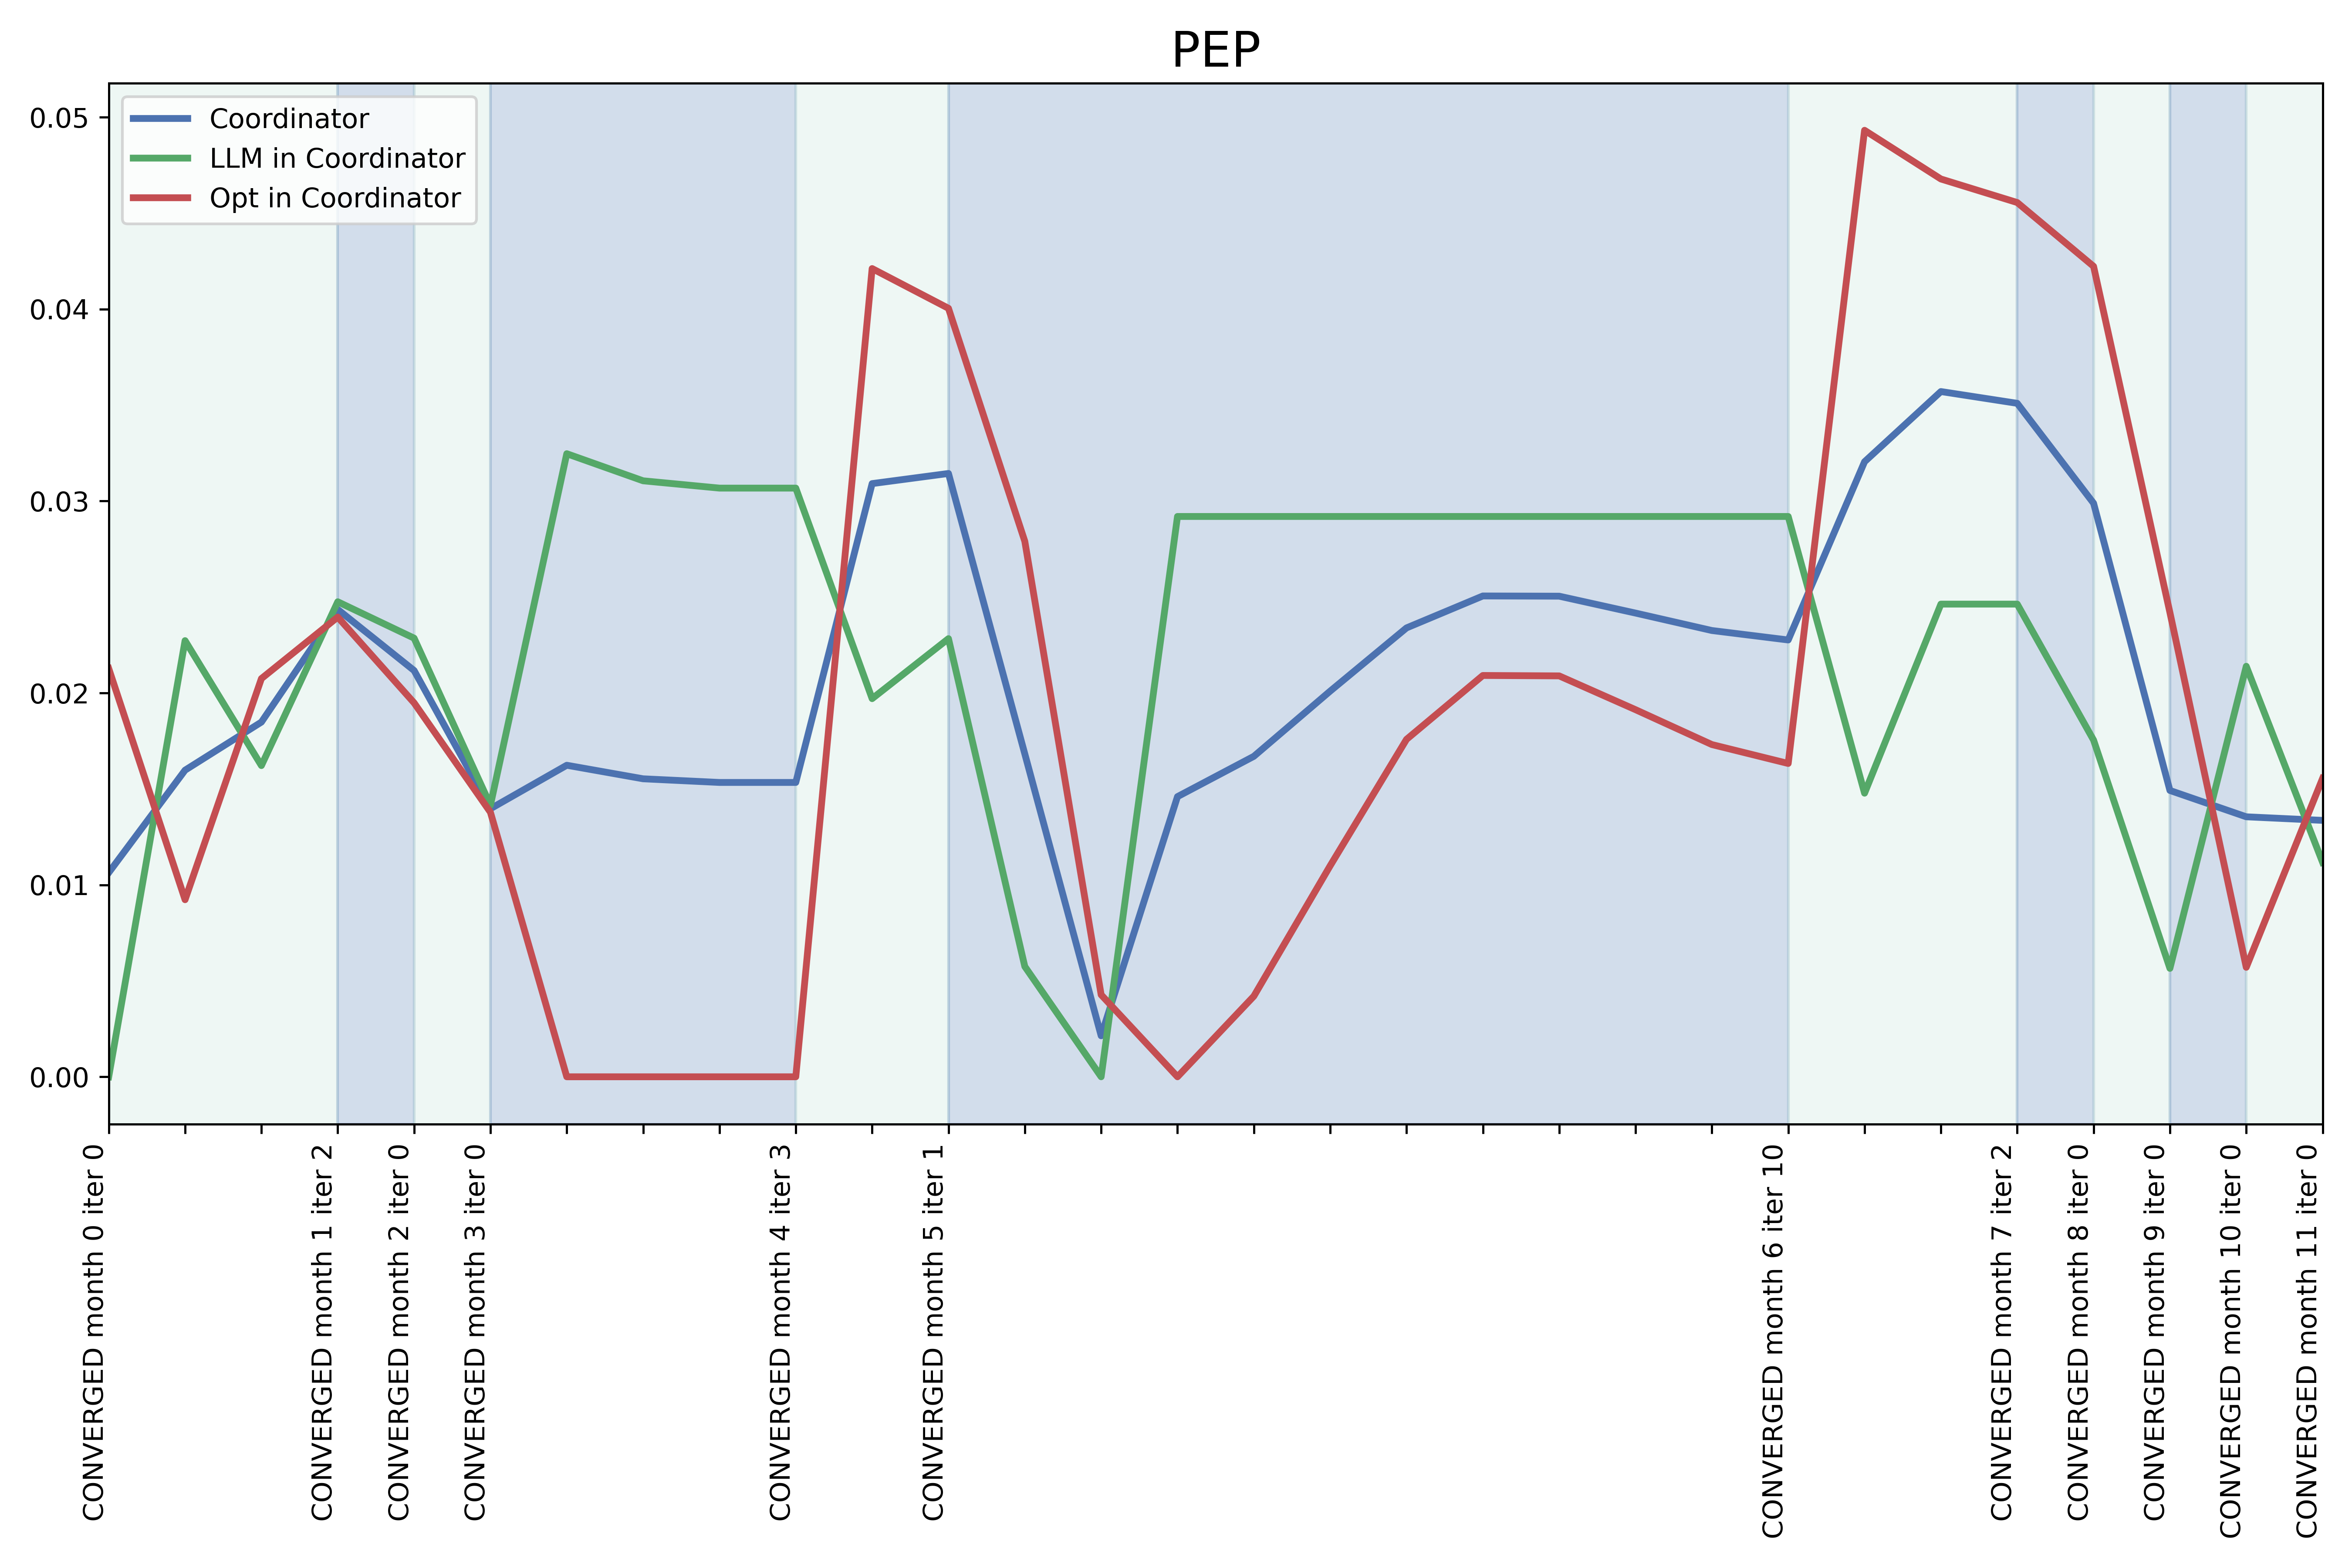 PEP
0.05
0.04
0.03
0.02
0.01
0.00
Coordinator
LLM in Coordinator
Opt in Coordinator
CONVERGED month 0 iter 0
CONVERGED month 1 iter 2
CONVERGED month 2 iter 0
CONVERGED month 3 iter 0
CONVERGED month 4 iter 3
CONVERGED month 5 iter 1
CONVERGED month 6 iter 10
CONVERGED month 7 iter 2
CONVERGED month 8 iter 0
CONVERGED month 9 iter 0
CONVERGED month 10 iter 0
CONVERGED month 11 iter 0